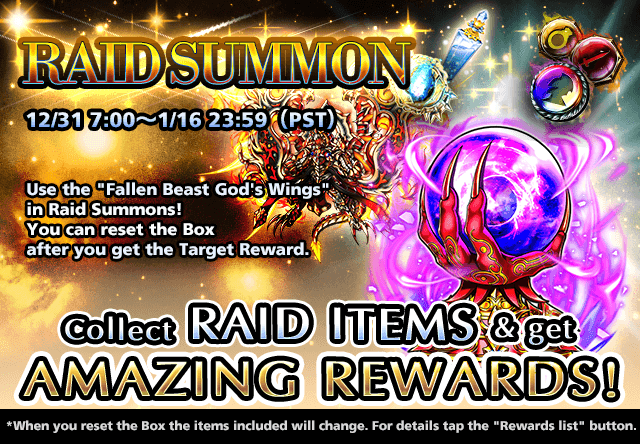 RAID SUMMON
12/31 7:00～1/16 23:59 (PST)
Use the "Fallen Beast God's Wings"
in Raid Summons!
You can reset the Box
after you get the Target Reward.
Collect RAID ITEMS & get
AMAZING REWARDS!
*When you reset the Box the items included will change. For details tap the "Rewards list" button.